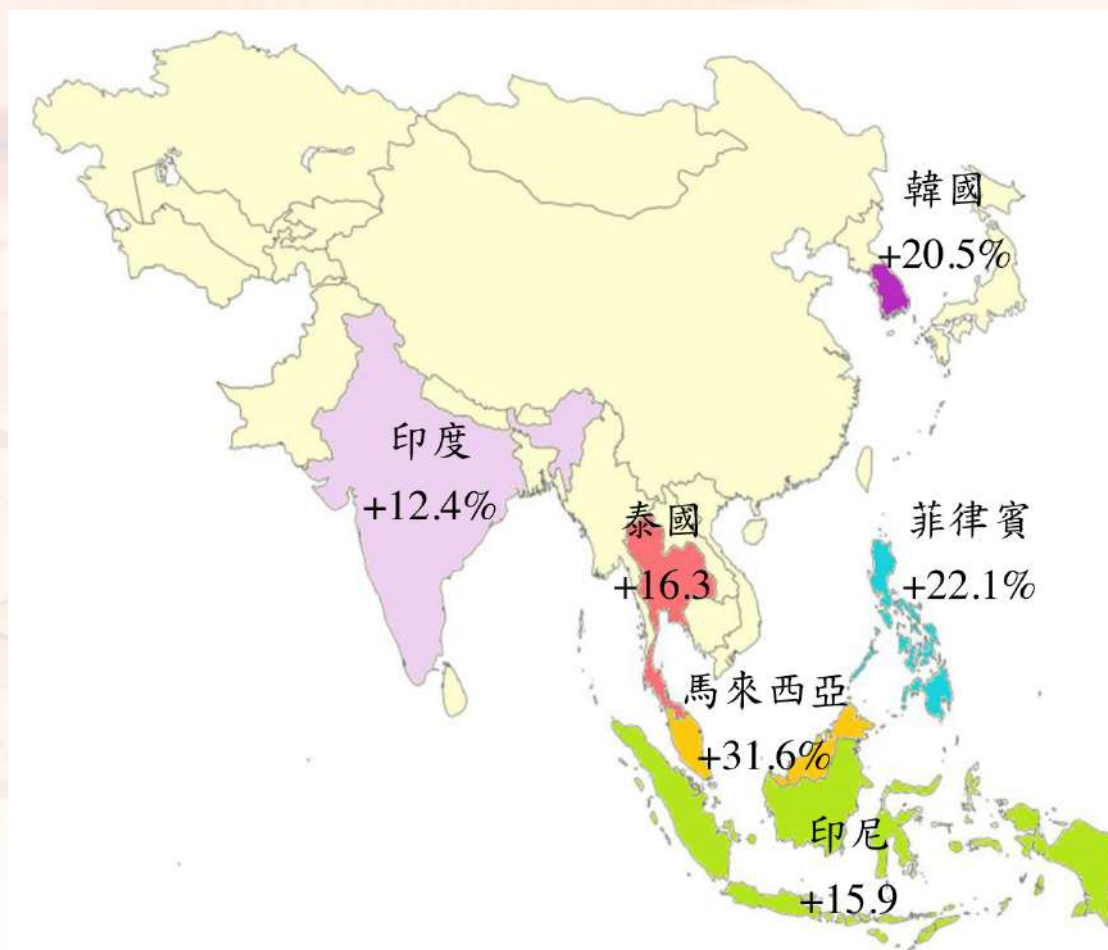 韓國
+20.5%
印度
+12.4%
泰國
+16.3
菲律賓
+22.1%
馬來西亞
+31.6%
印尼
+15.9